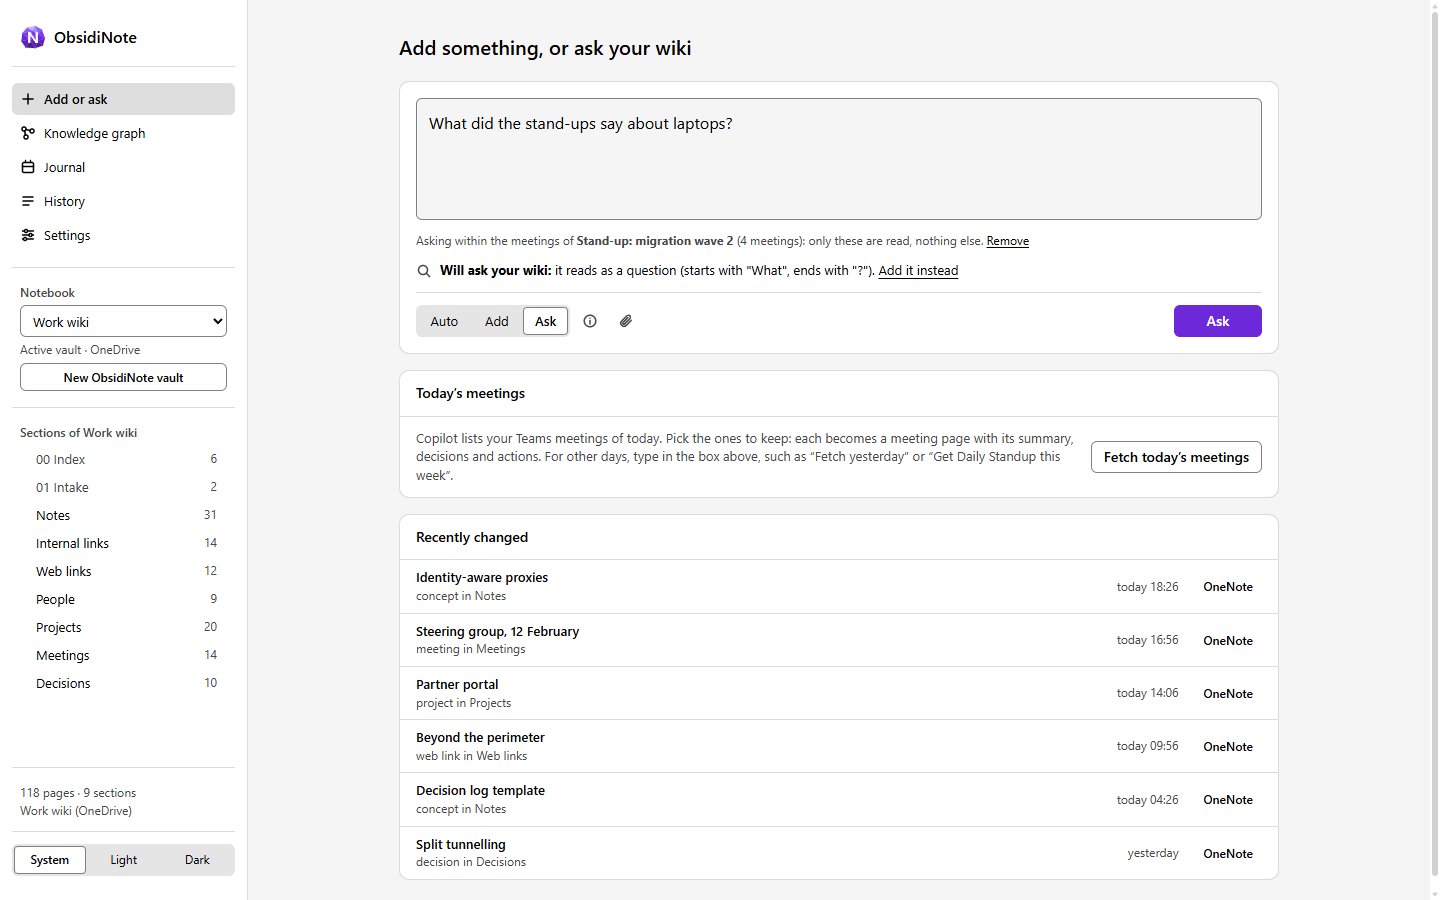 ObsidiNote
Add or ask
Knowledge graph
Journal
History
Settings
Notebook
Work wiki
Active vault · OneDrive
New ObsidiNote vault
Sections of Work wiki
00 Index 6
01 Intake 2
Notes 31
Internal links 14
Web links 12
People 9
Projects 20
Meetings 14
Decisions 10
118 pages · 9 sections
Work wiki (OneDrive)
System Light Dark
Add something, or ask your wiki
What did the stand-ups say about laptops?
Asking within the meetings of Stand-up: migration wave 2 (4 meetings): only these are read, nothing else. Remove
Will ask your wiki: it reads as a question (starts with "What", ends with "?"). Add it instead
Auto Add Ask Ask
Today’s meetings
Copilot lists your Teams meetings of today. Pick the ones to keep: each becomes a meeting page with its summary,
decisions and actions. For other days, type in the box above, such as “Fetch yesterday” or “Get Daily Standup this
week”.
Fetch today’s meetings
Recently changed
Identity-aware proxies
concept in Notes
today 18:26 OneNote
Steering group, 12 February
meeting in Meetings
today 16:56 OneNote
Partner portal
project in Projects
today 14:06 OneNote
Beyond the perimeter
web link in Web links
today 09:56 OneNote
Decision log template
concept in Notes
today 04:26 OneNote
Split tunnelling
decision in Decisions
yesterday OneNote